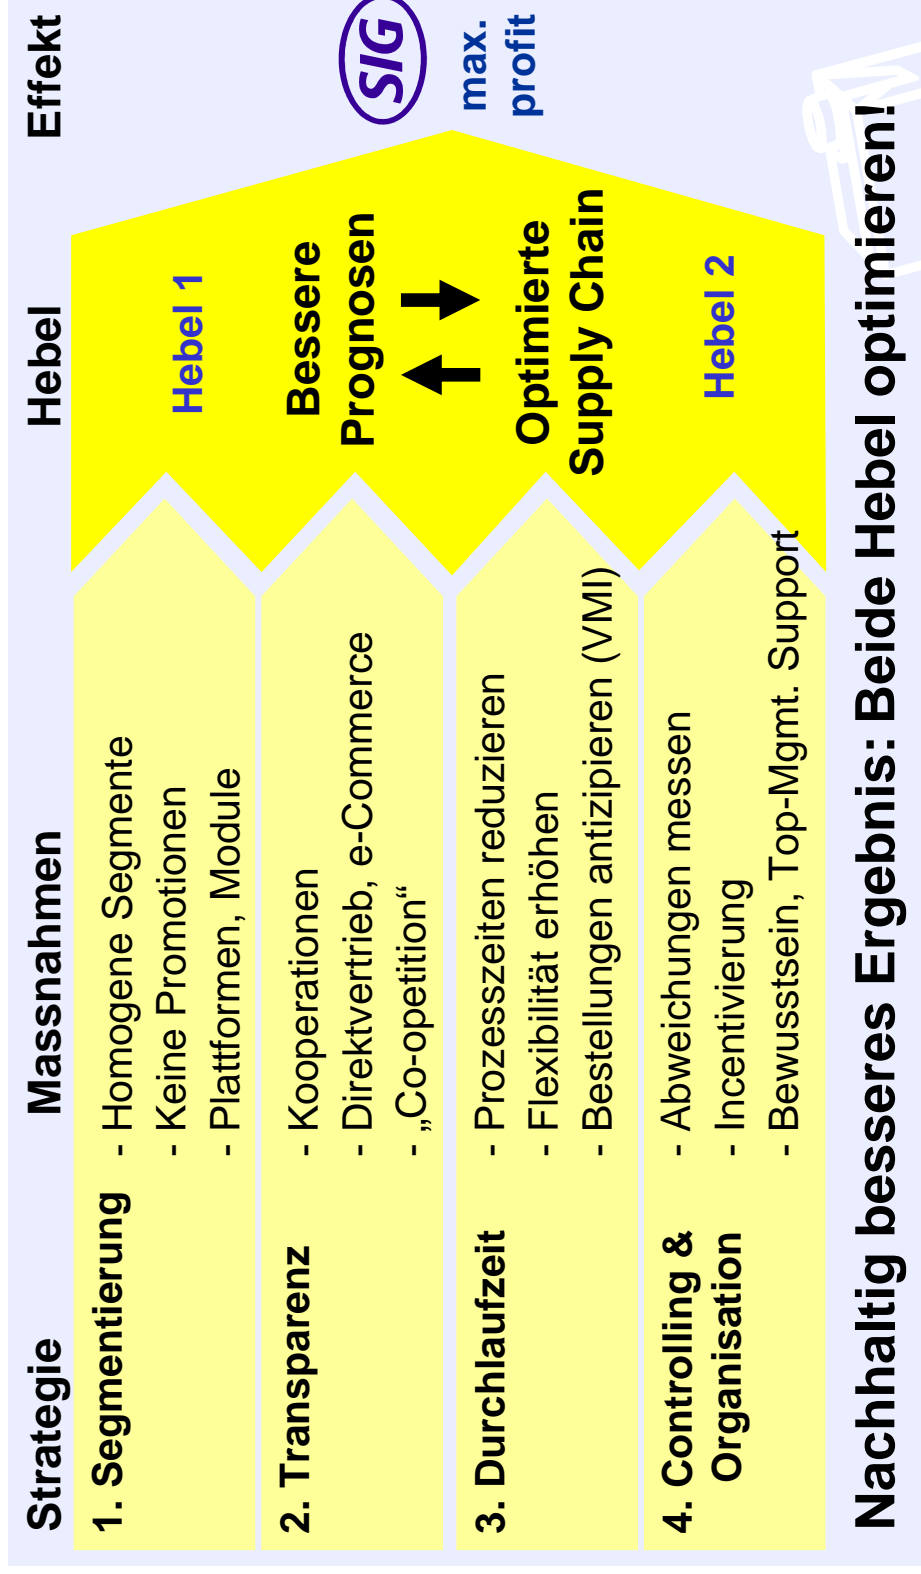 Strategie
Massnahmen
Hebel
Effekt
1. Segmentierung
- Homogene Segmente
- Keine Promotionen
- Plattformen, Module
2. Transparenz
- Kooperationen
- Direktvertrieb, e-Commerce
- „Co-opetition“
3. Durchlaufzeit
- Prozesszeiten reduzieren
- Flexibilität erhöhen
- Bestellungen antizipieren (VMI)
4. Controlling &
Organisation
- Abweichungen messen
- Incentivierung
- Bewusstsein, Top-Mgmt. Support
Hebel 1
Bessere
Prognosen
Optimierte
Supply Chain
Hebel 2
SIG
max.
profit
Nachhaltig besseres Ergebnis: Beide Hebel optimieren!